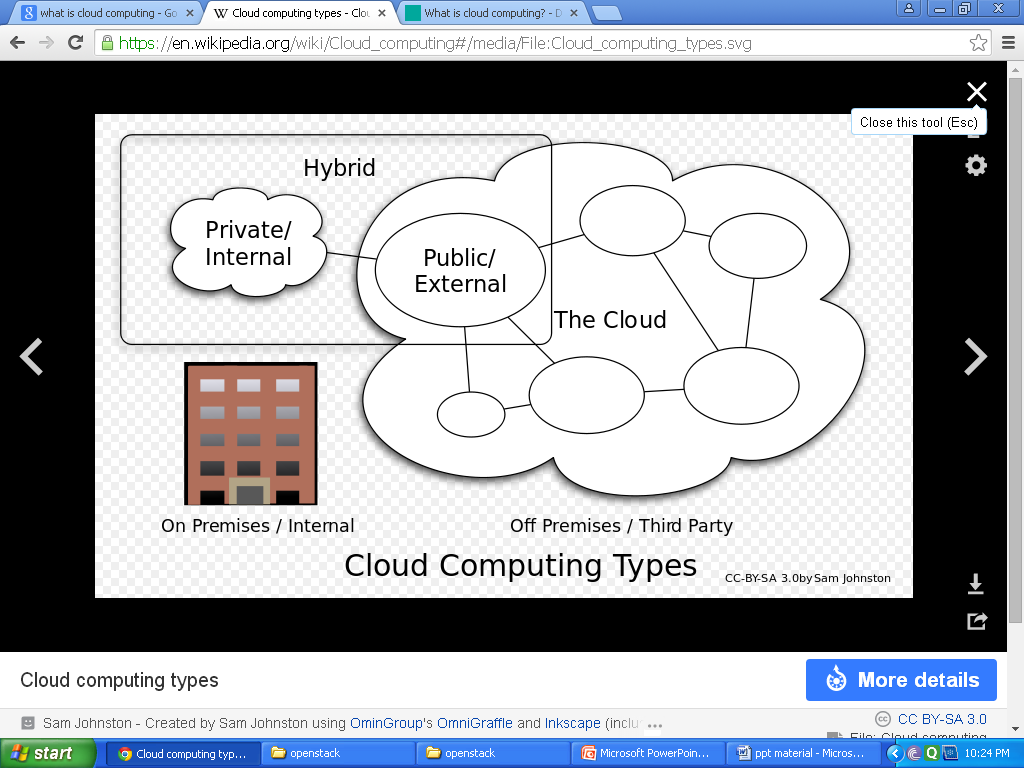 what is cloud computing - Go
Cloud computing types - Clou
What is cloud computing? - D
https://en.wikipedia.org/wiki/Cloud_computing#/media/File:Cloud_computing_types.svg
Close this tool (Esc)
Hybrid
Private/
Internal
Public/
External
The Cloud
On Premises / Internal
Off Premises / Third Party
Cloud Computing Types
CC-BY-SA 3.0 by Sam Johnston
Cloud computing types
More details
Sam Johnston - Created by Sam Johnston using OminGroup's OmniGraffle and Inkscape (inclu ...
CC BY-SA 3.0
File: Cloud computing
start
Cloud computing typ...
openstack
openstack
Microsoft PowerPoin...
ppt material - Micros...
10:24 PM